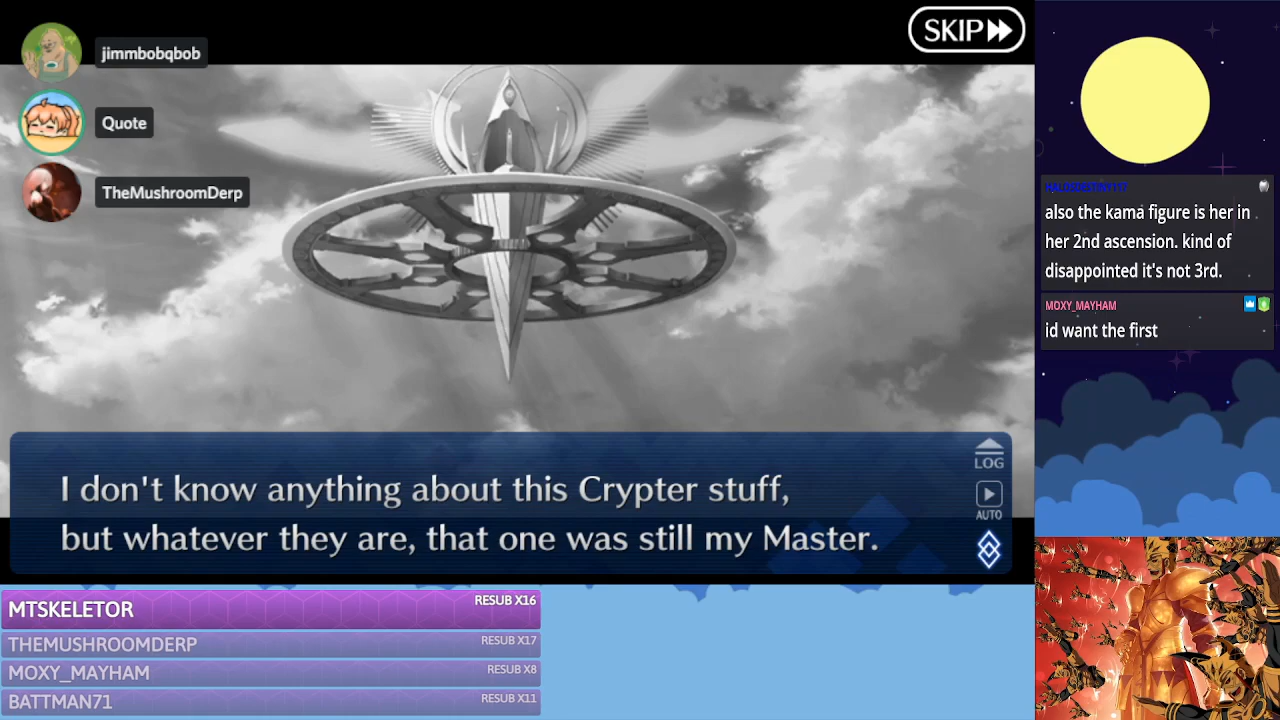 jimmbobqbob
Quote
TheMushroomDerp
SKIP
I don't know anything about this Crypter stuff,
but whatever they are, that one was still my Master.
LOG
AUTO
also the kama figure is her in
her 2nd ascension. kind of
disappointed it's not 3rd.
MOXY_MAYHAM
id want the first
MTSKELETOR
RESUB X16
THEMUSHROOMDERP
RESUB X17
MOXY_MAYHAM
RESUB X8
BATTMAN71
RESUB X11